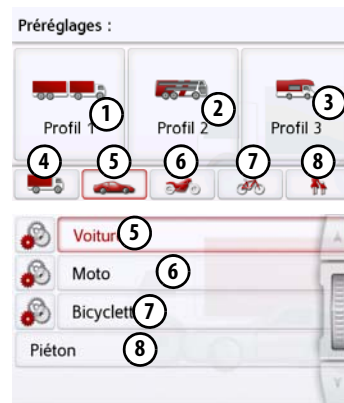 Préréglages :
1 2 3
Profil 1 Profil 2 Profil 3
4 5 6 7 8
Voiture 5
Moto 6
Bicyclett 7
Piéton 8